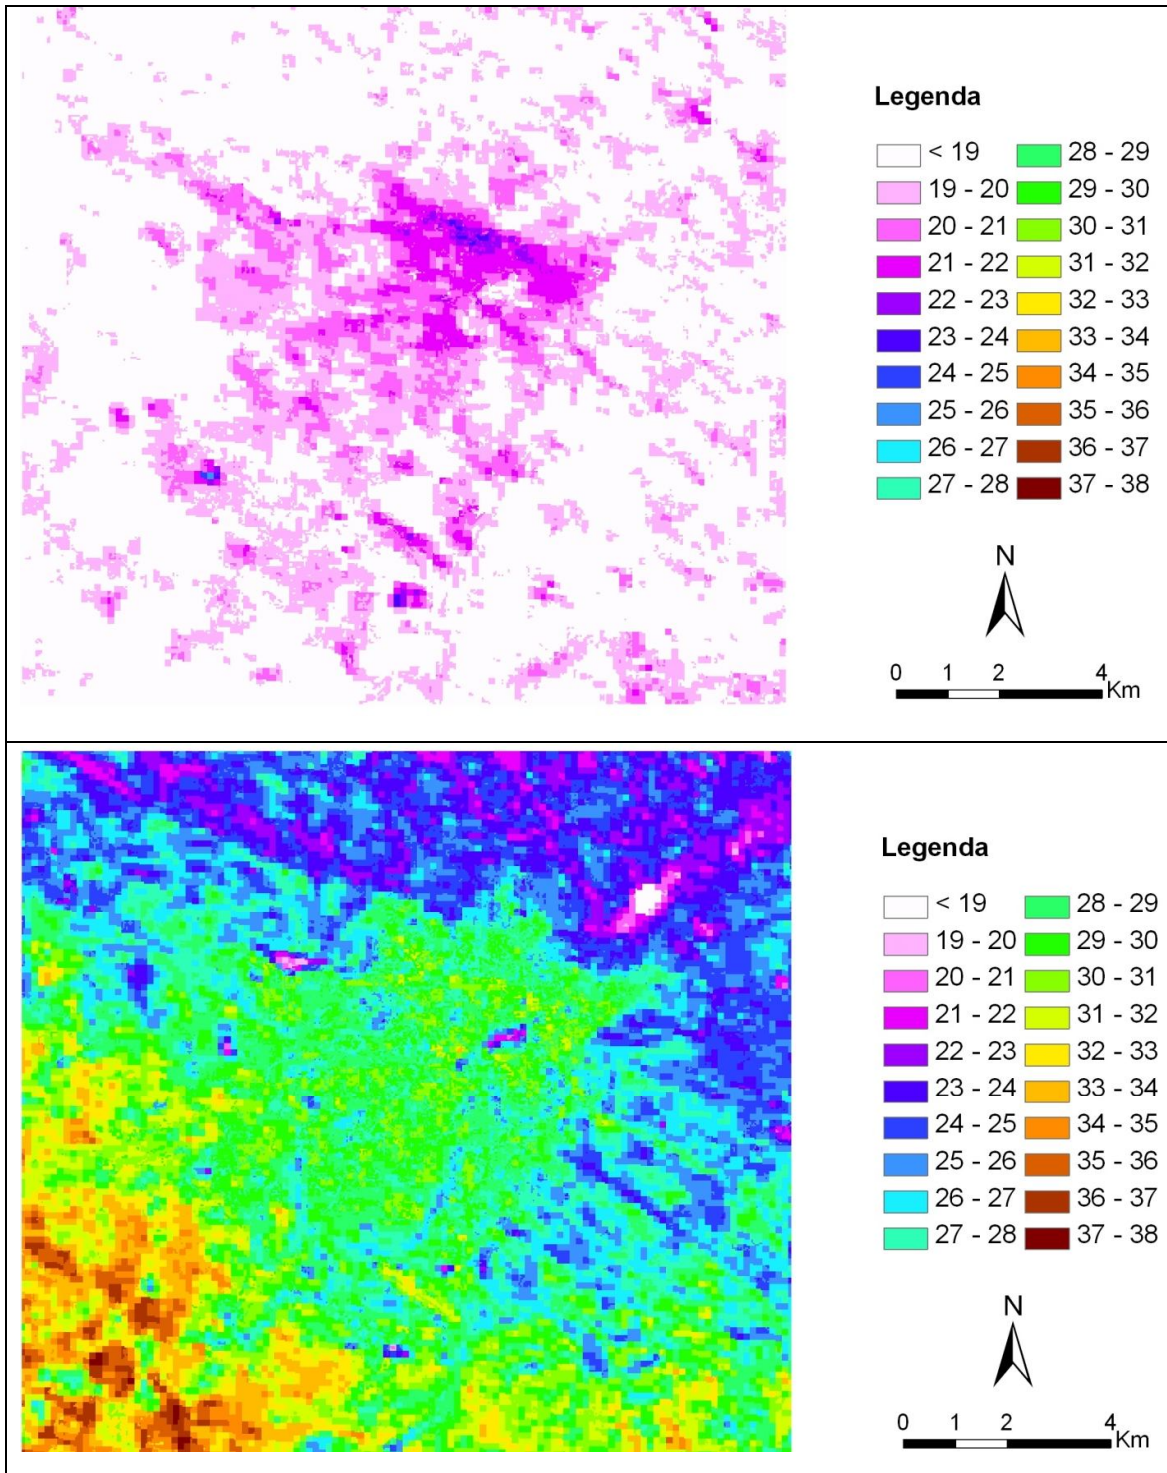 Legenda
< 19 28 - 29
19 - 20 29 - 30
20 - 21 30 - 31
21 - 22 31 - 32
22 - 23 32 - 33
23 - 24 33 - 34
24 - 25 34 - 35
25 - 26 35 - 36
26 - 27 36 - 37
27 - 28 37 - 38
N
0 1 2 4
Km
Legenda
< 19 28 - 29
19 - 20 29 - 30
20 - 21 30 - 31
21 - 22 31 - 32
22 - 23 32 - 33
23 - 24 33 - 34
24 - 25 34 - 35
25 - 26 35 - 36
26 - 27 36 - 37
27 - 28 37 - 38
N
0 1 2 4
Km